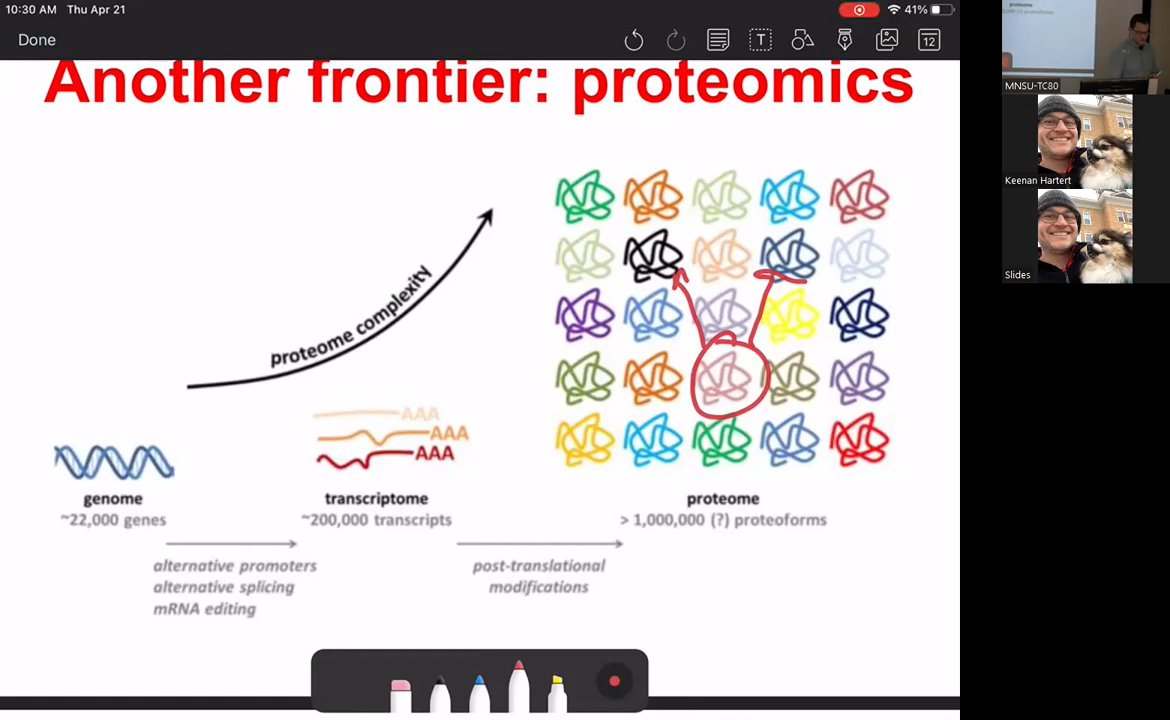 10:30 AM Thu Apr 21
41%
Done
T
12
Another frontier: proteomics
proteome complexity
AAA
AAA
AAA
genome
~22,000 genes
transcriptome
~200,000 transcripts
proteome
> 1,000,000 (?) proteoforms
alternative promoters
alternative splicing
mRNA editing
post-translational
modifications
proteome
MNSU-TC80
Keenan Hartert
Slides